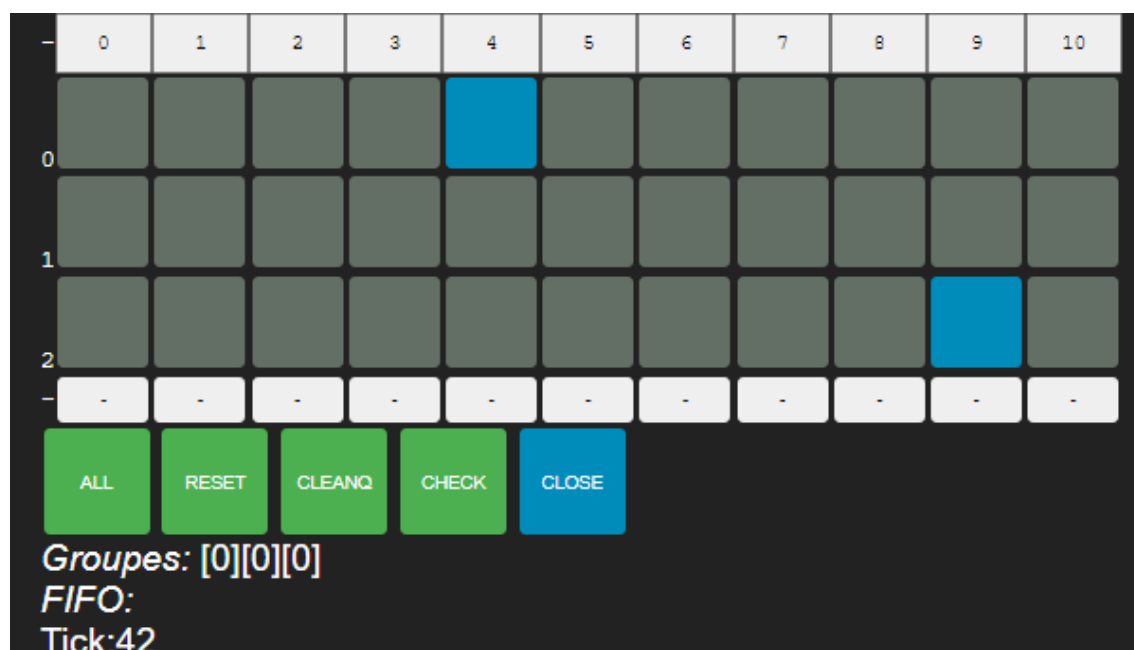 – 0 1 2 3 4 5 6 7 8 9 10
0
1
2
– - - - - - - - - - - -
ALL RESET CLEANQ CHECK CLOSE
Groupes: [0][0][0]
FIFO:
Tick:42